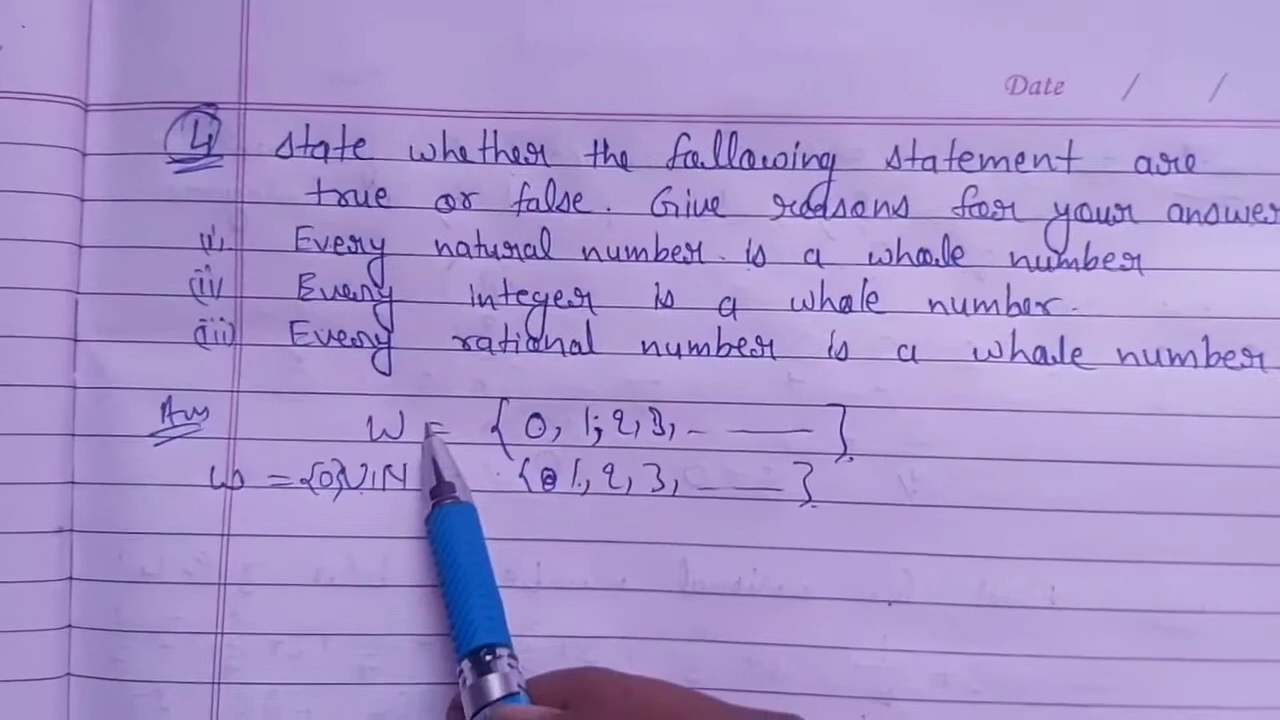 Date / /
4 State whether the fallowing statement are
true or false. Give reasons for your answer
(i) Every natural number is a whole number
(ii) Every integer is a whole number.
(iii) Every rational number is a whole number
Ans W = {0, 1, 2, 3, - —— }
W = {0} U N {1, 2, 3, —— }